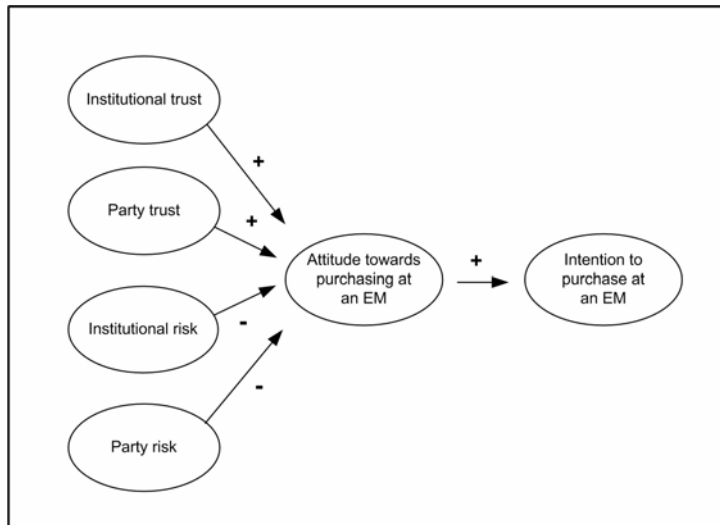 Institutional trust
+
Party trust
+
Attitude towards
purchasing at
an EM
+
Intention to
purchase at
an EM
Institutional risk
-
-
Party risk